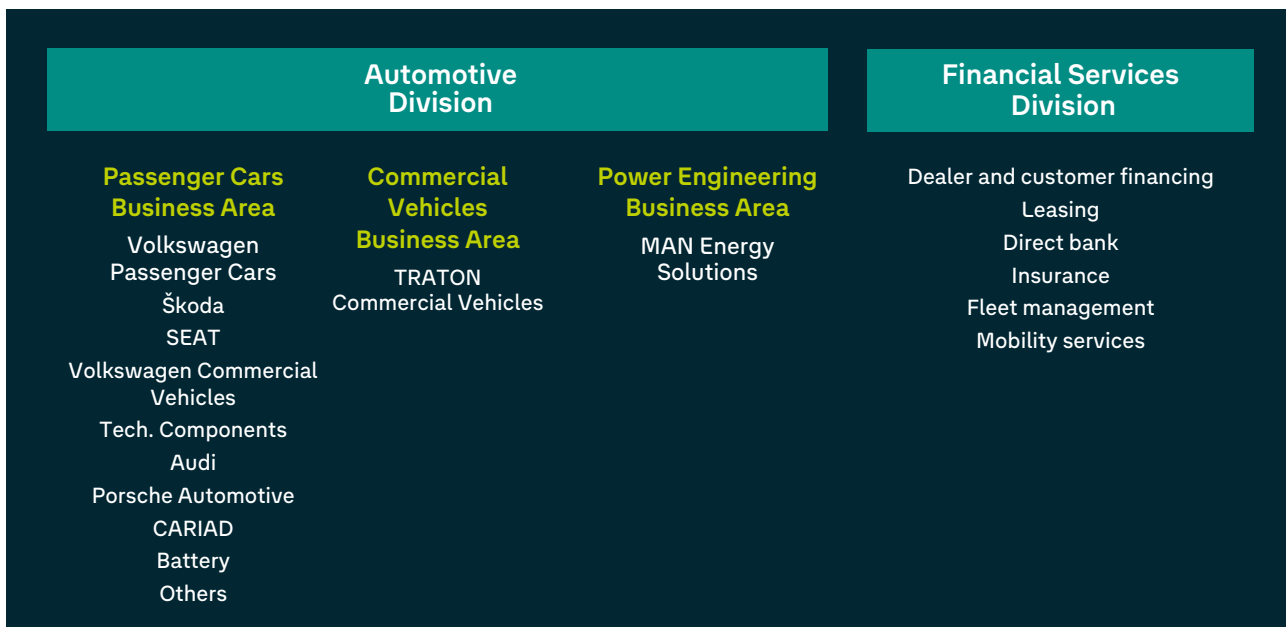 Automotive
Division
Financial Services
Division
Passenger Cars
Business Area
Volkswagen
Passenger Cars
Škoda
SEAT
Volkswagen Commercial
Vehicles
Tech. Components
Audi
Porsche Automotive
CARIAD
Battery
Others
Commercial
Vehicles
Business Area
TRATON
Commercial Vehicles
Power Engineering
Business Area
MAN Energy
Solutions
Dealer and customer financing
Leasing
Direct bank
Insurance
Fleet management
Mobility services